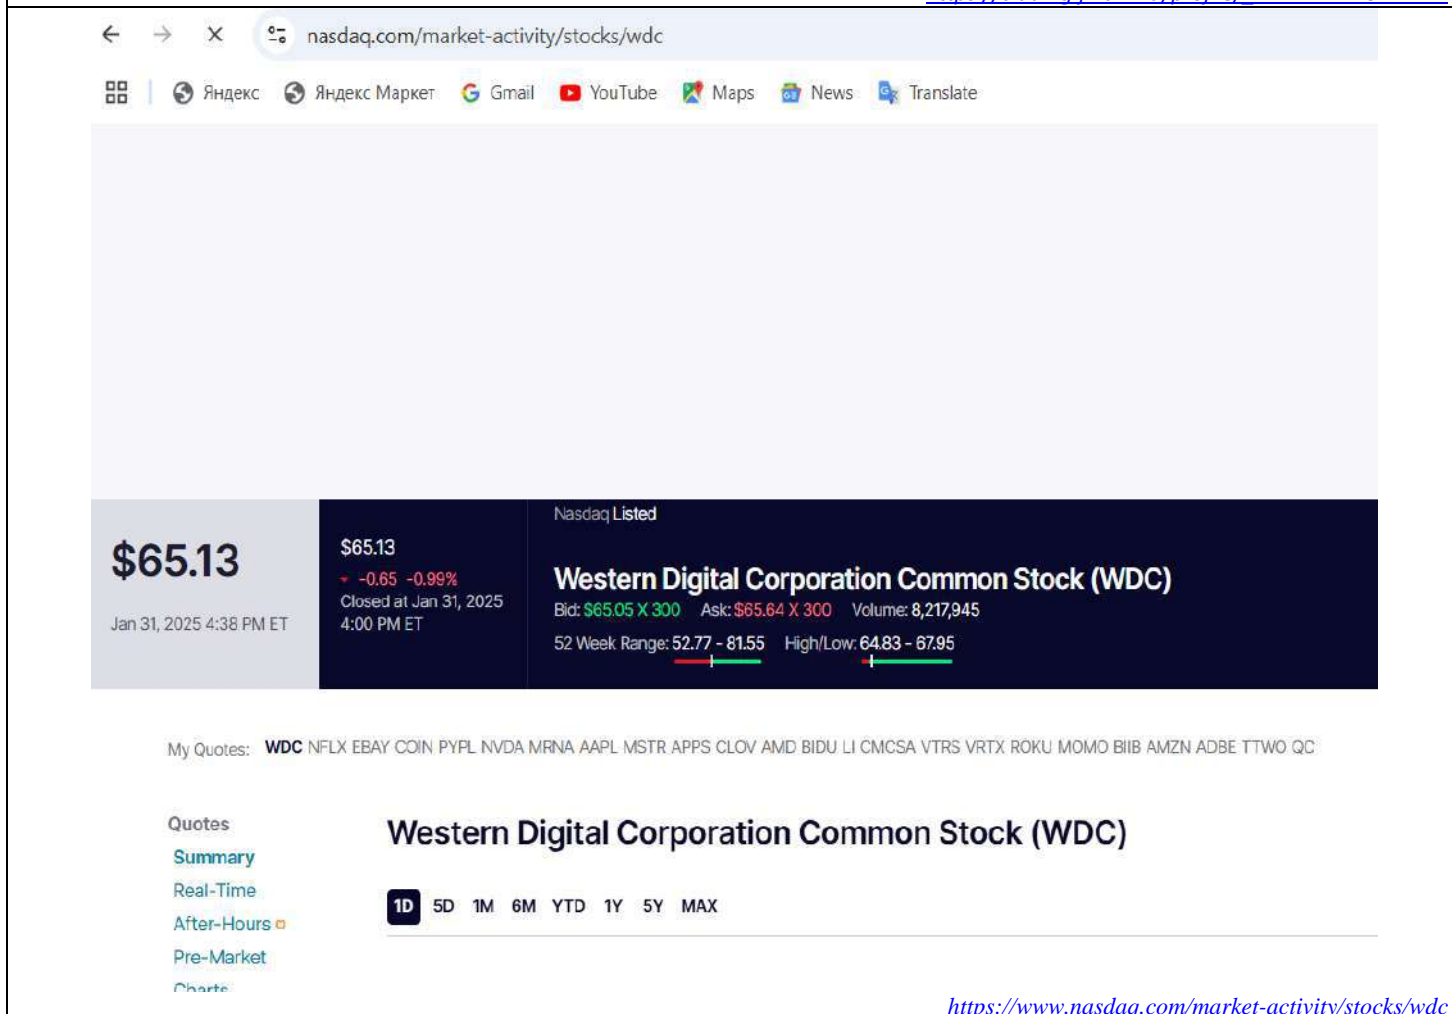 nasdaq.com/market-activity/stocks/wdc
Яндекс Яндекс Маркет Gmail YouTube Maps News Translate
Nasdaq Listed
$65.13
Jan 31, 2025 4:38 PM ET
$65.13
-0.65 -0.99%
Closed at Jan 31, 2025
4:00 PM ET
Western Digital Corporation Common Stock (WDC)
Bid: $65.05 X 300 Ask: $65.64 X 300 Volume: 8,217,945
52 Week Range: 52.77 - 81.55 High/Low: 64.83 - 67.95
My Quotes: WDC NFLX EBAY COIN PYPL NVDA MRNA AAPL MSTR APPS CLOV AMD BIDU LI CMCSA VTRS VRTX ROKU MOMO BIIB AMZN ADBE TTWO QC
Quotes
Summary
Real-Time
After-Hours
Pre-Market
Charts
Western Digital Corporation Common Stock (WDC)
1D 5D 1M 6M YTD 1Y 5Y MAX
https://www.nasdaq.com/market-activity/stocks/wdc